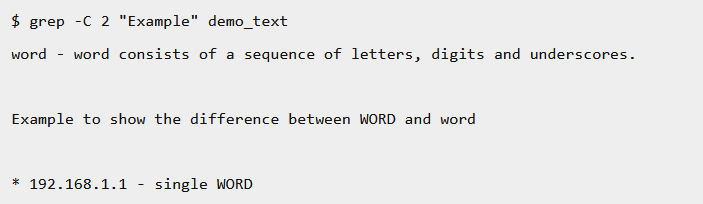 $ grep -C 2 "Example" demo_text
word - word consists of a sequence of letters, digits and underscores.
Example to show the difference between WORD and word
* 192.168.1.1 - single WORD